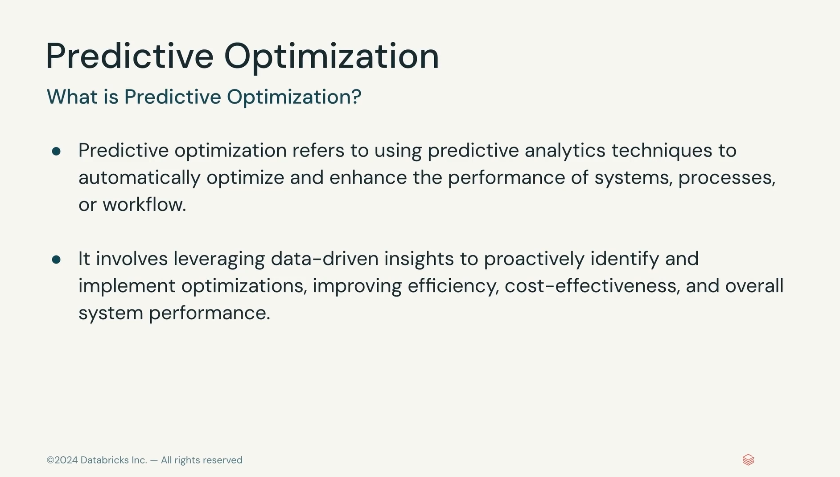 Predictive Optimization
What is Predictive Optimization?
● Predictive optimization refers to using predictive analytics techniques to
automatically optimize and enhance the performance of systems, processes,
or workflow.
● It involves leveraging data-driven insights to proactively identify and
implement optimizations, improving efficiency, cost-effectiveness, and overall
system performance.
©2024 Databricks Inc. — All rights reserved